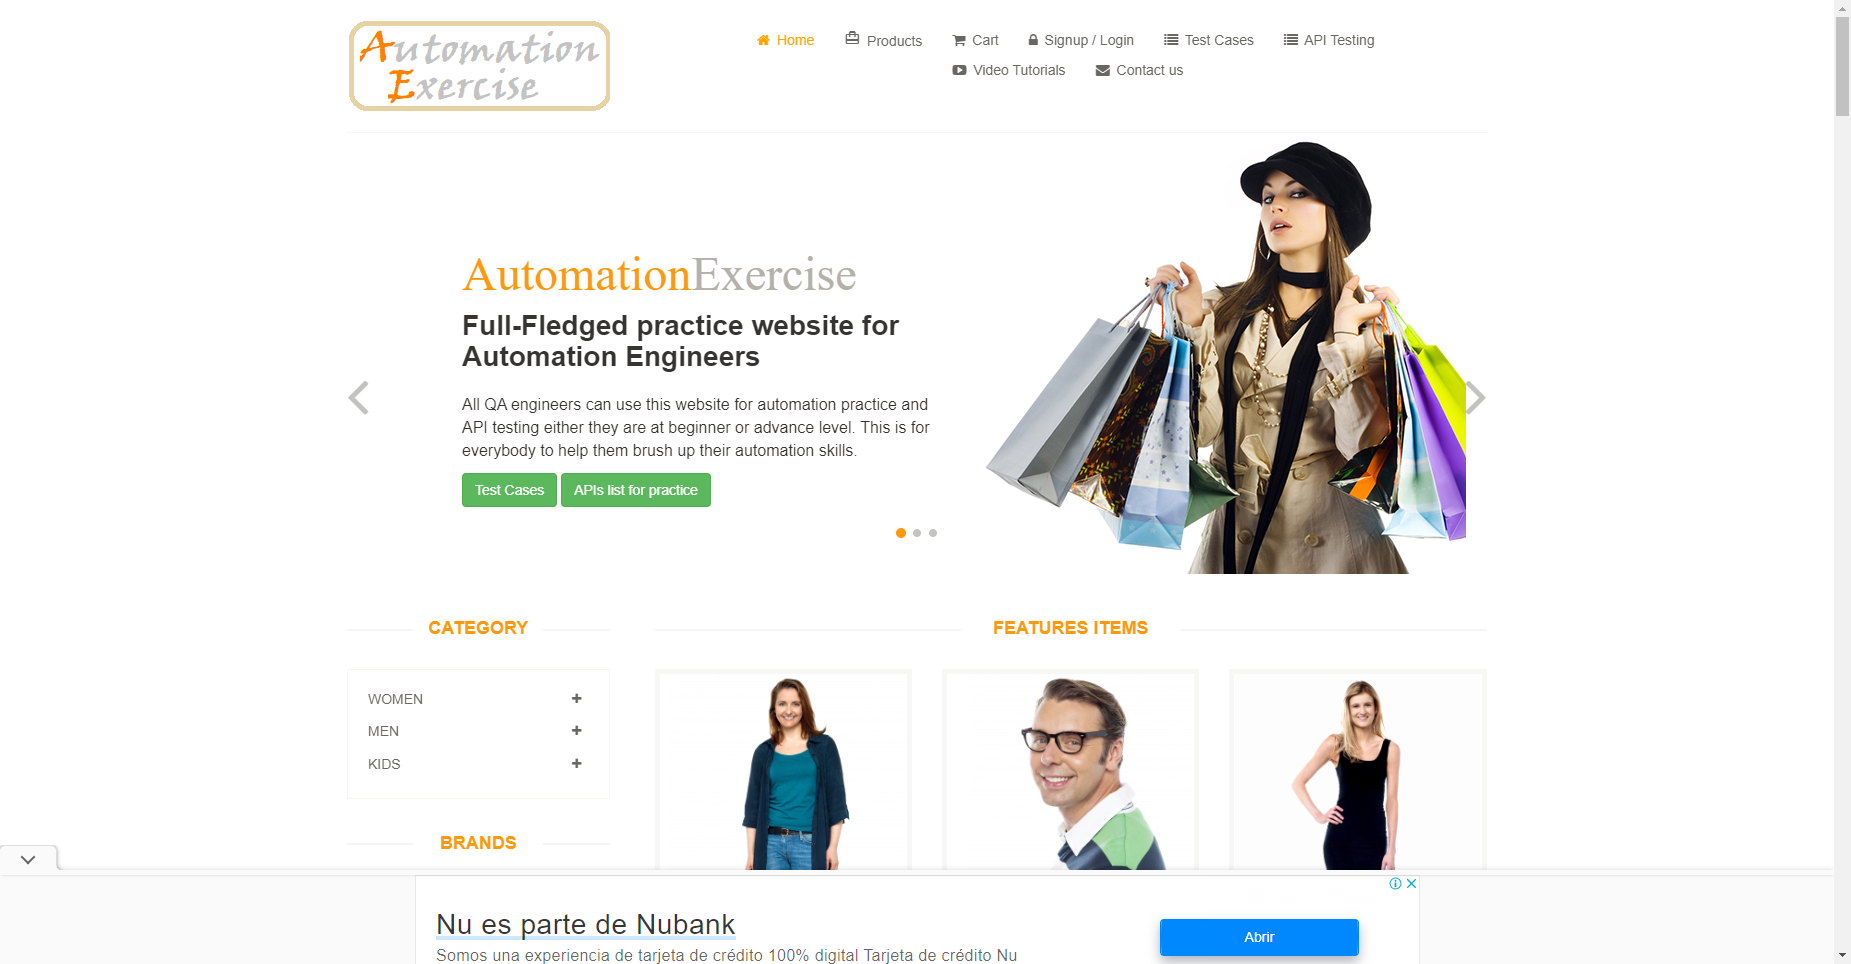 Automation
Exercise
Home
Products
Cart
Signup / Login
Test Cases
API Testing
Video Tutorials
Contact us
AutomationExercise
Full-Fledged practice website for
Automation Engineers
All QA engineers can use this website for automation practice and
API testing either they are at beginner or advance level. This is for
everybody to help them brush up their automation skills.
Test Cases
APIs list for practice
CATEGORY
FEATURES ITEMS
WOMEN
MEN
KIDS
BRANDS
Nu es parte de Nubank
Somos una experiencia de tarjeta de crédito 100% digital Tarjeta de crédito Nu
Abrir